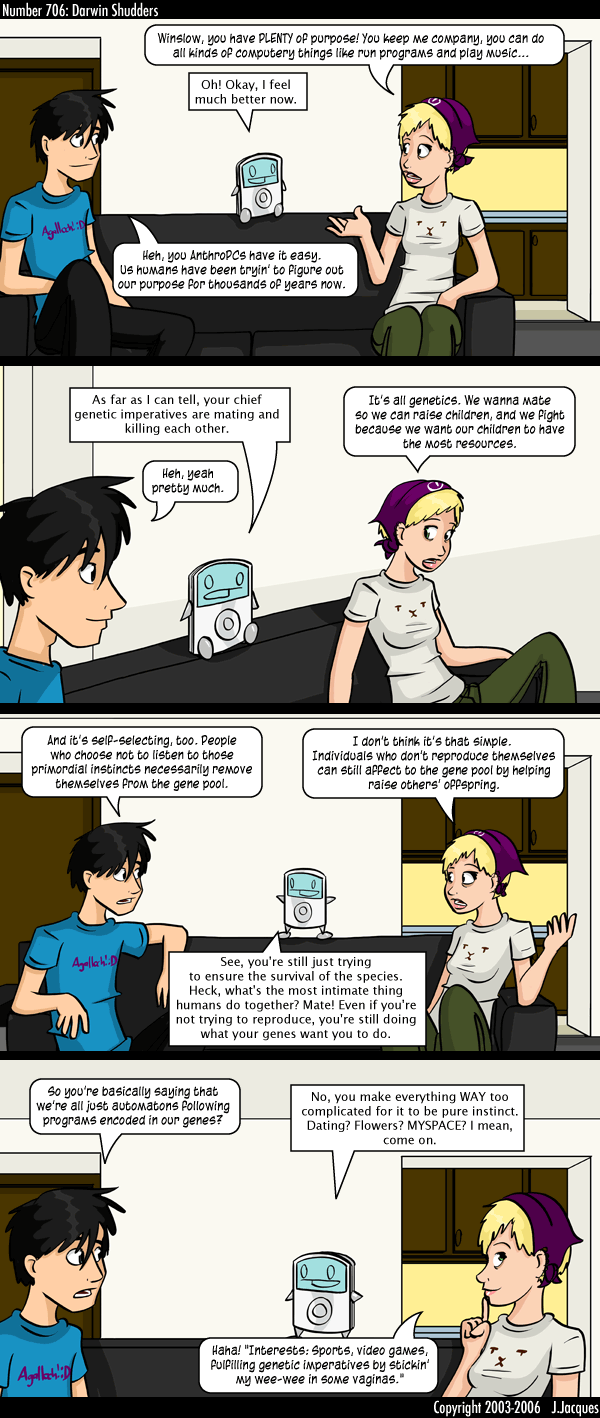 Number 706: Darwin Shudders
Winslow, you have PLENTY of purpose! You keep me company, you can do
all kinds of computery things like run programs and play music...
Oh! Okay, I feel
much better now.
Agalloch! :D
Heh, you AnthroPCs have it easy.
Us humans have been tryin' to figure out
our purpose for thousands of years now.
As far as I can tell, your chief
genetic imperatives are mating and
killing each other.
Heh, yeah
pretty much.
It's all genetics. We wanna mate
so we can raise children, and we fight
because we want our children to have
the most resources.
And it's self-selecting, too. People
who choose not to listen to those
primordial instincts necessarily remove
themselves from the gene pool.
I don't think it's that simple.
Individuals who don't reproduce themselves
can still affect to the gene pool by helping
raise others' offspring.
Agalloch! :D
See, you're still just trying
to ensure the survival of the species.
Heck, what's the most intimate thing
humans do together? Mate! Even if you're
not trying to reproduce, you're still doing
what your genes want you to do.
So you're basically saying that
we're all just automatons following
programs encoded in our genes?
No, you make everything WAY too
complicated for it to be pure instinct.
Dating? Flowers? MYSPACE? I mean,
come on.
Agalloch! :D
Haha! "Interests: Sports, video games,
fulfilling genetic imperatives by stickin'
my wee-wee in some vaginas."
Copyright 2003-2006 J.Jacques